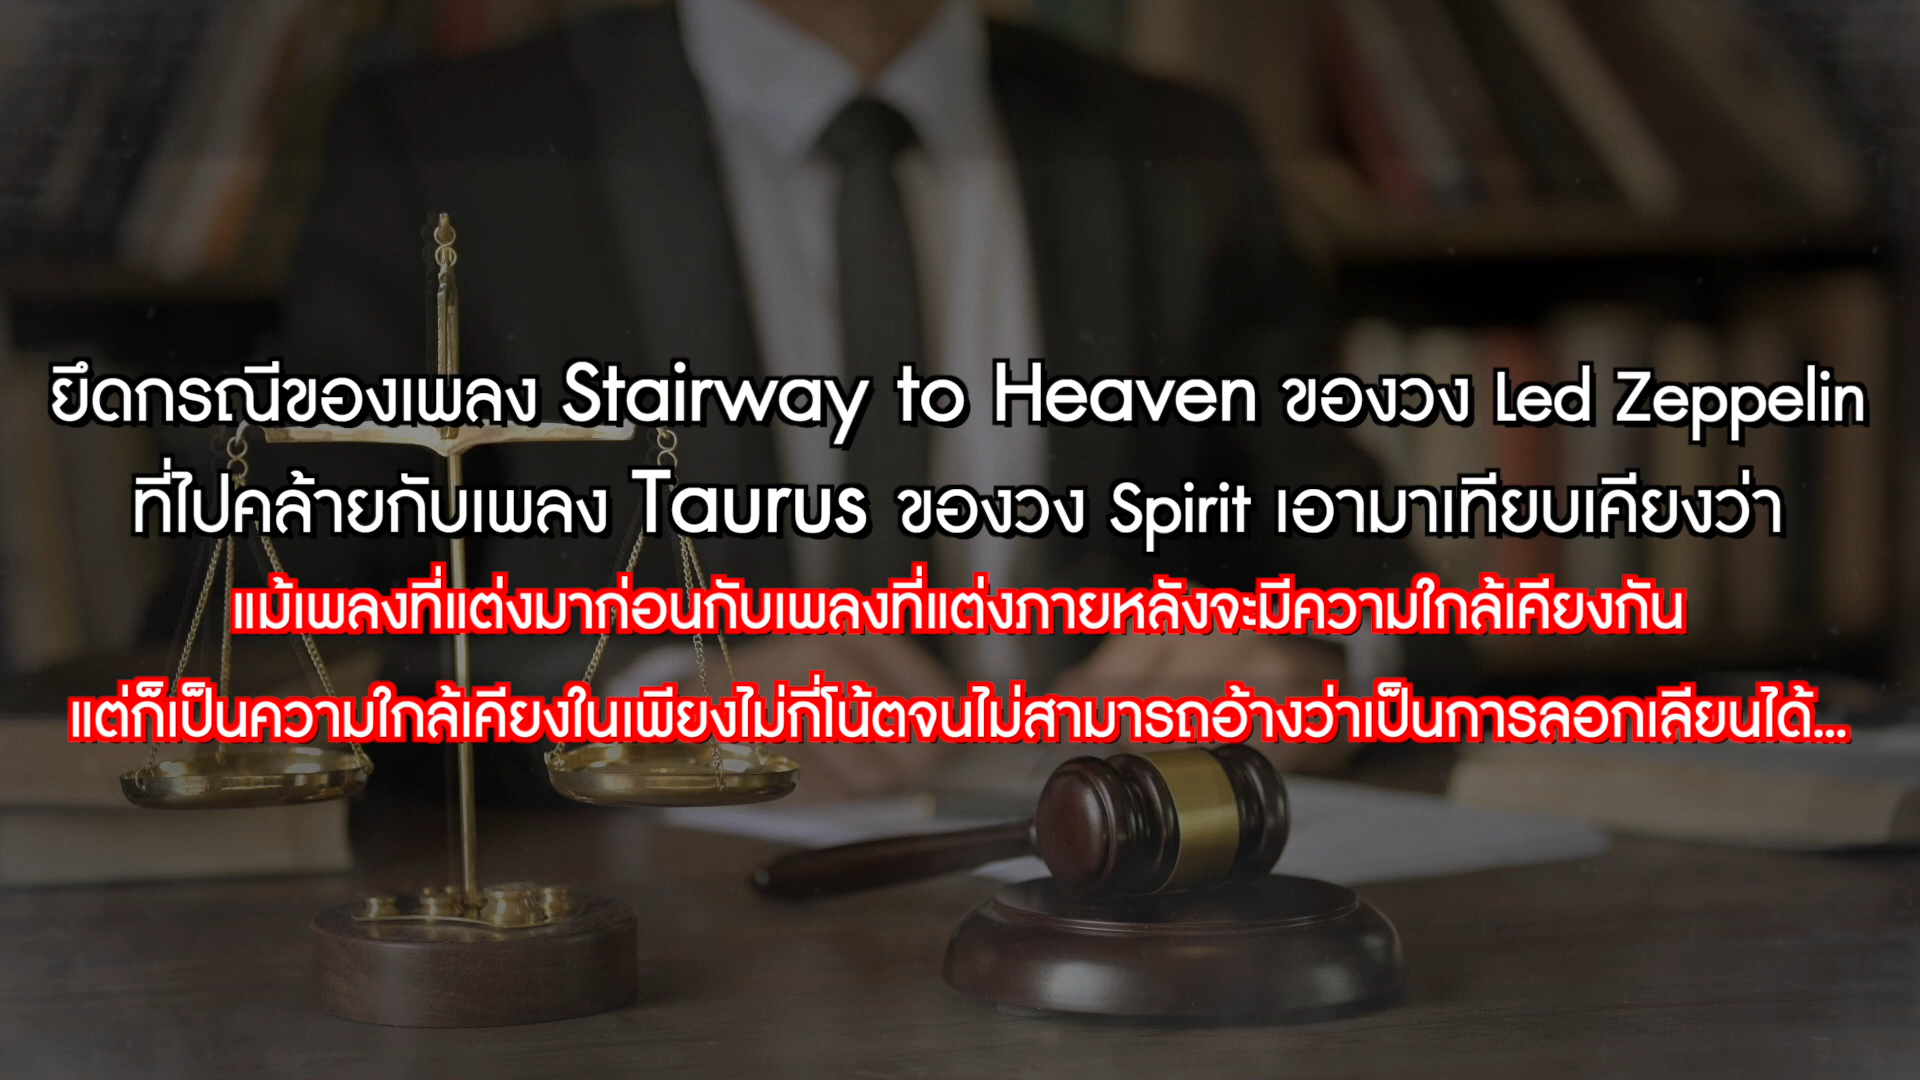 ยึดกรณีของเพลง Stairway to Heaven ของวง Led Zeppelin
ที่ไปคล้ายกับเพลง Taurus ของวง Spirit เอามาเทียบเคียงว่า
แม้เพลงที่แต่งมาก่อนกับเพลงที่แต่งภายหลังจะมีความใกล้เคียงกัน
แต่ก็เป็นความใกล้เคียงในเพียงไม่กี่โน้ตจนไม่สามารถอ้างว่าเป็นการลอกเลียนได้...